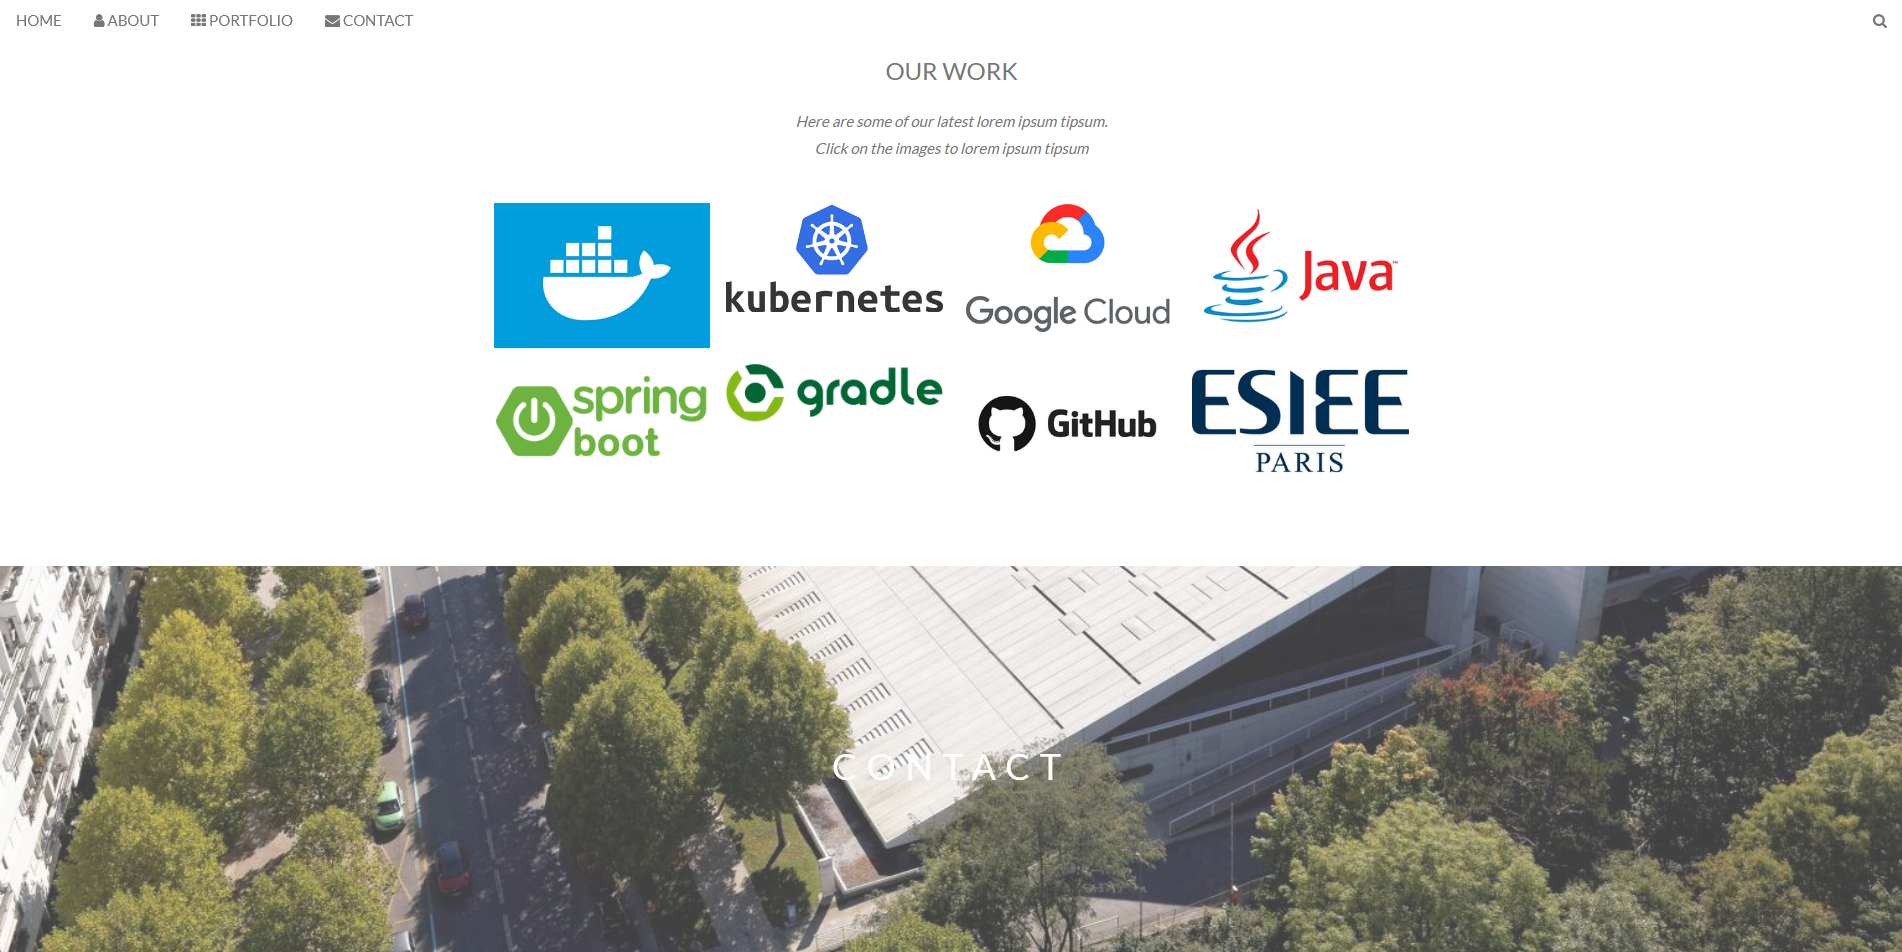 HOME ABOUT PORTFOLIO CONTACT
OUR WORK
Here are some of our latest lorem ipsum tipsum.
Click on the images to lorem ipsum tipsum
kubernetes
Google Cloud
Java™
spring
boot
gradle
GitHub
ESIEE
PARIS
CONTACT